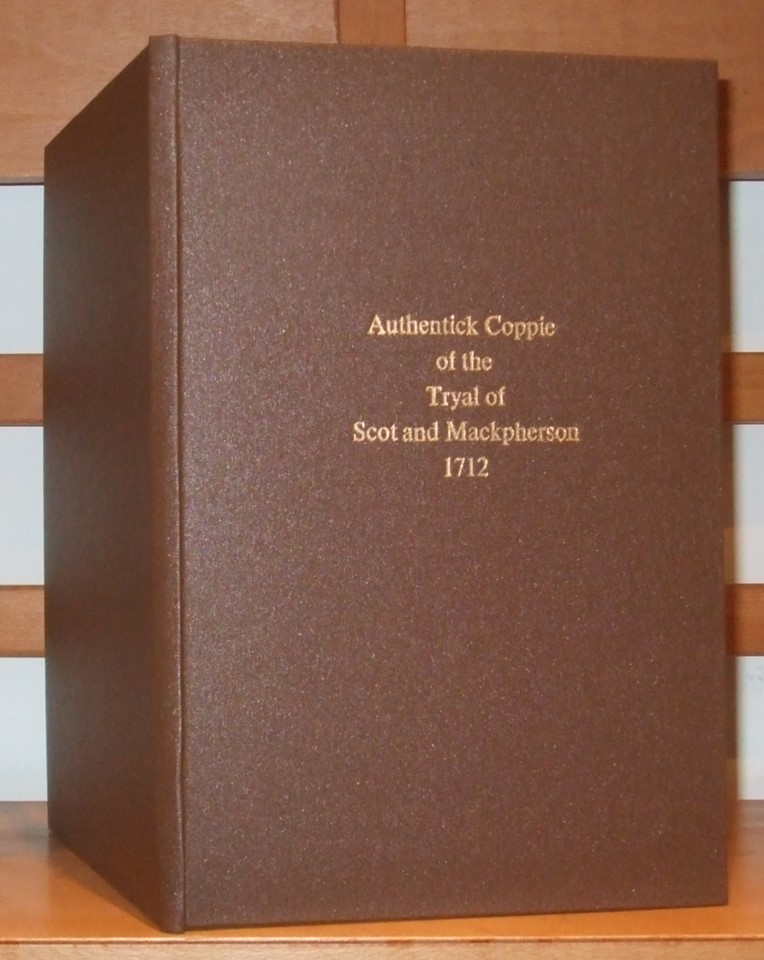 Authentick Coppie
of the
Tryal of
Scot and Mackpherson
1712